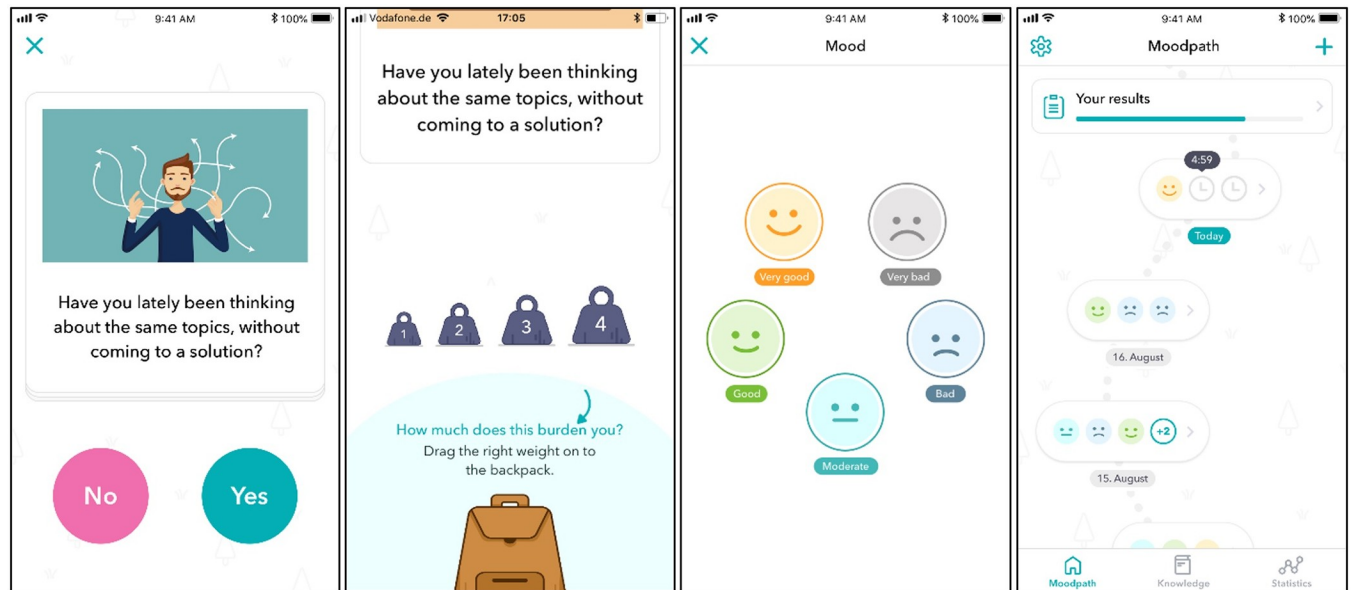 9:41 AM
100%
Have you lately been thinking
about the same topics, without
coming to a solution?
No
Yes
Vodafone.de
17:05
Have you lately been thinking
about the same topics, without
coming to a solution?
1
2
3
4
How much does this burden you?
Drag the right weight on to
the backpack.
9:41 AM
100%
Mood
Very good
Very bad
Good
Bad
Moderate
9:41 AM
100%
Moodpath
Your results
4:59
Today
16. August
+2
15. August
Moodpath
Knowledge
Statistics